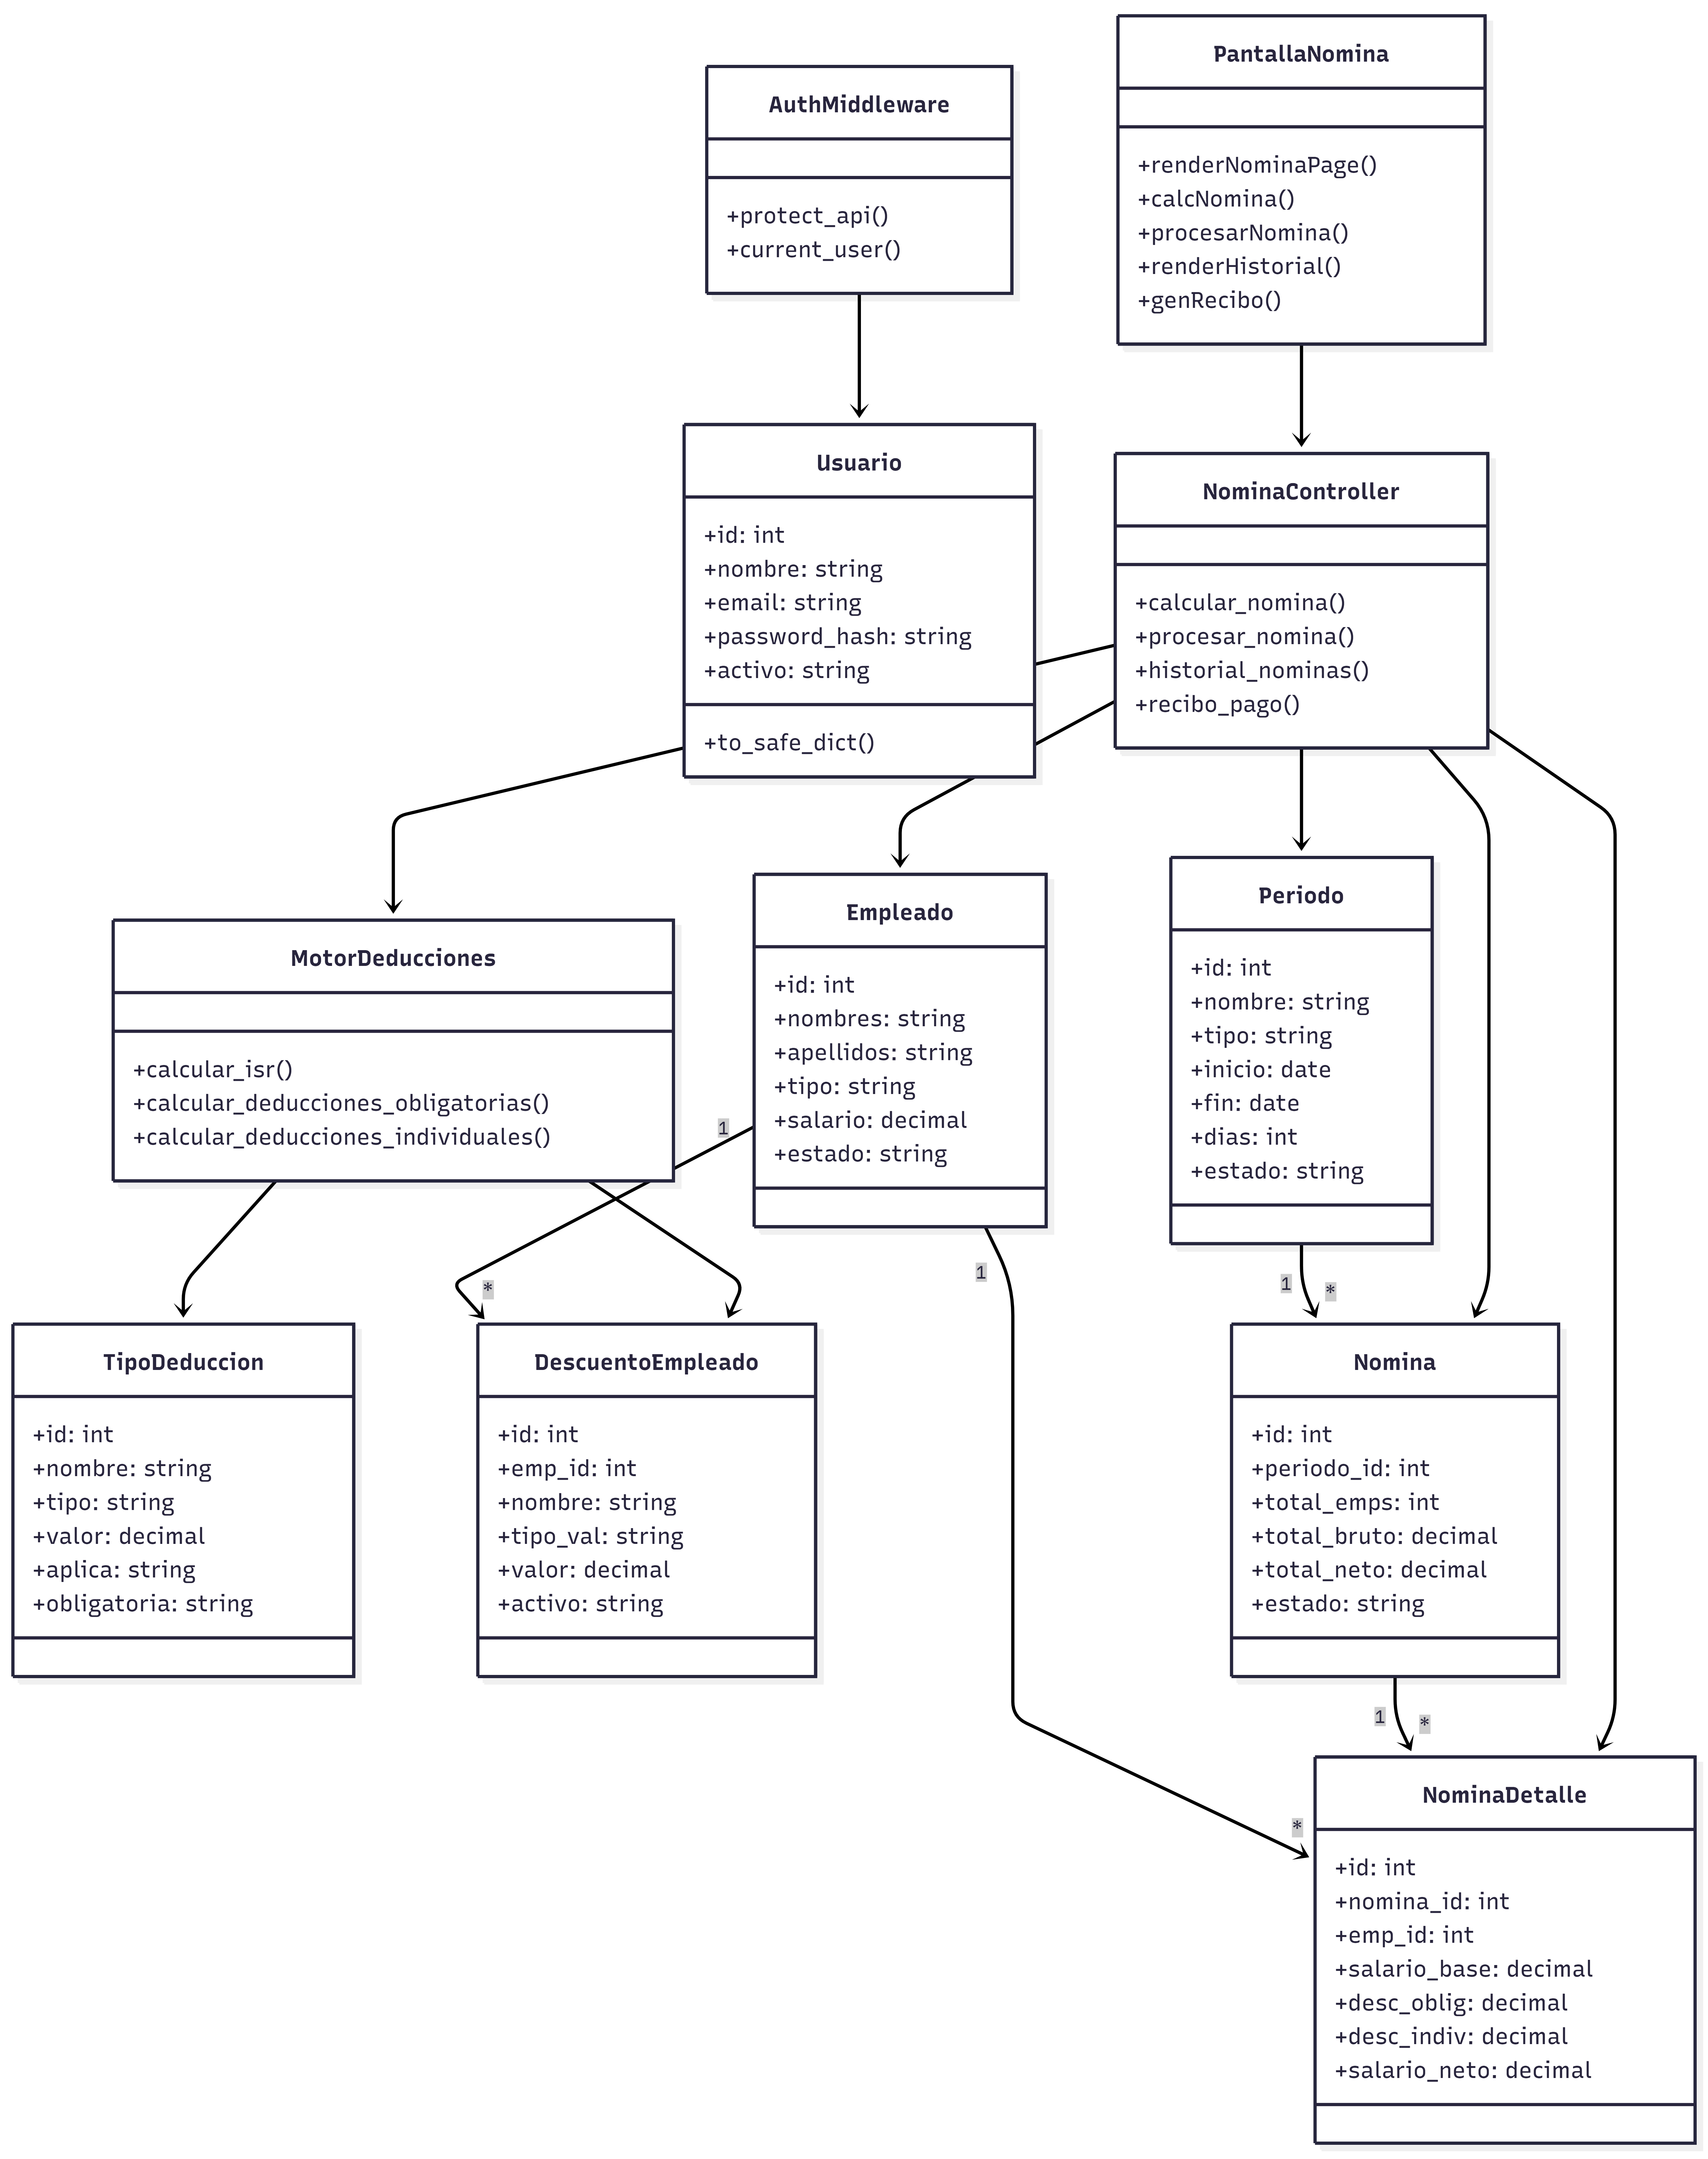 PantallaNomina
+renderNominaPage()
+calcNomina()
+procesarNomina()
+renderHistorial()
+genRecibo()
AuthMiddleware
+protect_api()
+current_user()
Usuario
+id: int
+nombre: string
+email: string
+password_hash: string
+activo: string
+to_safe_dict()
NominaController
+calcular_nomina()
+procesar_nomina()
+historial_nominas()
+recibo_pago()
MotorDeducciones
+calcular_isr()
+calcular_deducciones_obligatorias()
+calcular_deducciones_individuales()
Empleado
+id: int
+nombres: string
+apellidos: string
+tipo: string
+salario: decimal
+estado: string
Periodo
+id: int
+nombre: string
+tipo: string
+inicio: date
+fin: date
+dias: int
+estado: string
1
*
1
1
*
TipoDeduccion
+id: int
+nombre: string
+tipo: string
+valor: decimal
+aplica: string
+obligatoria: string
DescuentoEmpleado
+id: int
+emp_id: int
+nombre: string
+tipo_val: string
+valor: decimal
+activo: string
Nomina
+id: int
+periodo_id: int
+total_emps: int
+total_bruto: decimal
+total_neto: decimal
+estado: string
1
*
*
NominaDetalle
+id: int
+nomina_id: int
+emp_id: int
+salario_base: decimal
+desc_oblig: decimal
+desc_indiv: decimal
+salario_neto: decimal